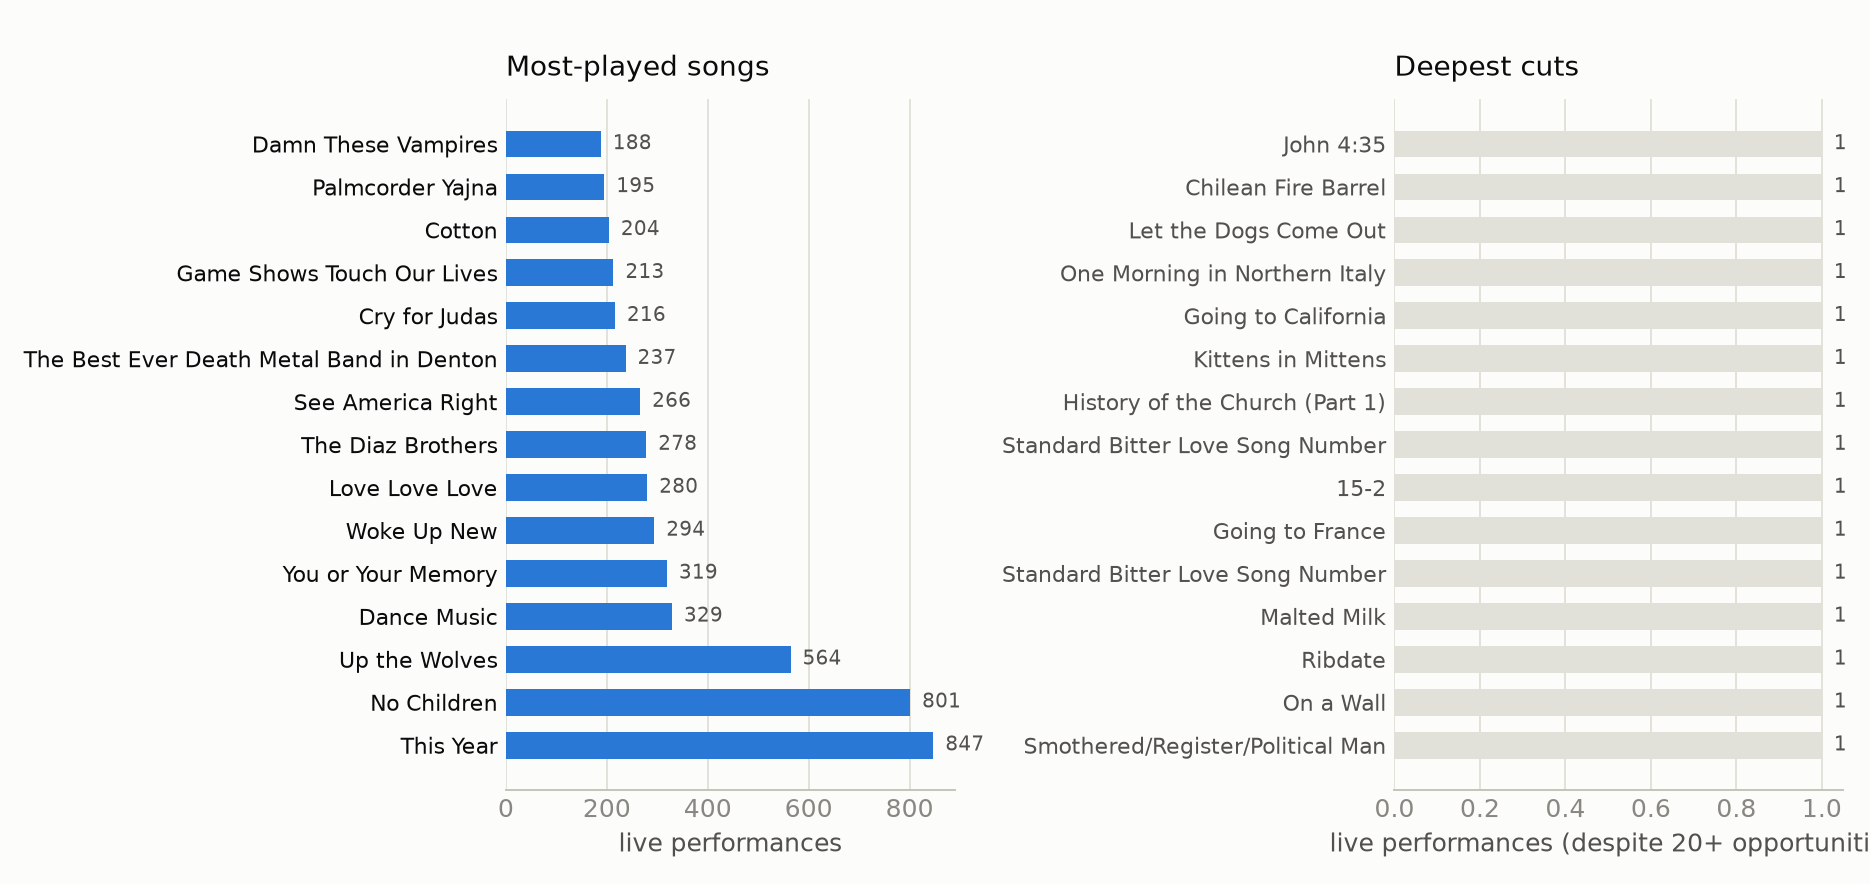 Most-played songs
Damn These Vampires 188
Palmcorder Yajna 195
Cotton 204
Game Shows Touch Our Lives 213
Cry for Judas 216
The Best Ever Death Metal Band in Denton 237
See America Right 266
The Diaz Brothers 278
Love Love Love 280
Woke Up New 294
You or Your Memory 319
Dance Music 329
Up the Wolves 564
No Children 801
This Year 847
0 200 400 600 800
live performances
Deepest cuts
John 4:35 1
Chilean Fire Barrel 1
Let the Dogs Come Out 1
One Morning in Northern Italy 1
Going to California 1
Kittens in Mittens 1
History of the Church (Part 1) 1
Standard Bitter Love Song Number 1
15-2 1
Going to France 1
Standard Bitter Love Song Number 1
Malted Milk 1
Ribdate 1
On a Wall 1
Smothered/Register/Political Man 1
0.0 0.2 0.4 0.6 0.8 1.0
live performances (despite 20+ opportuniti